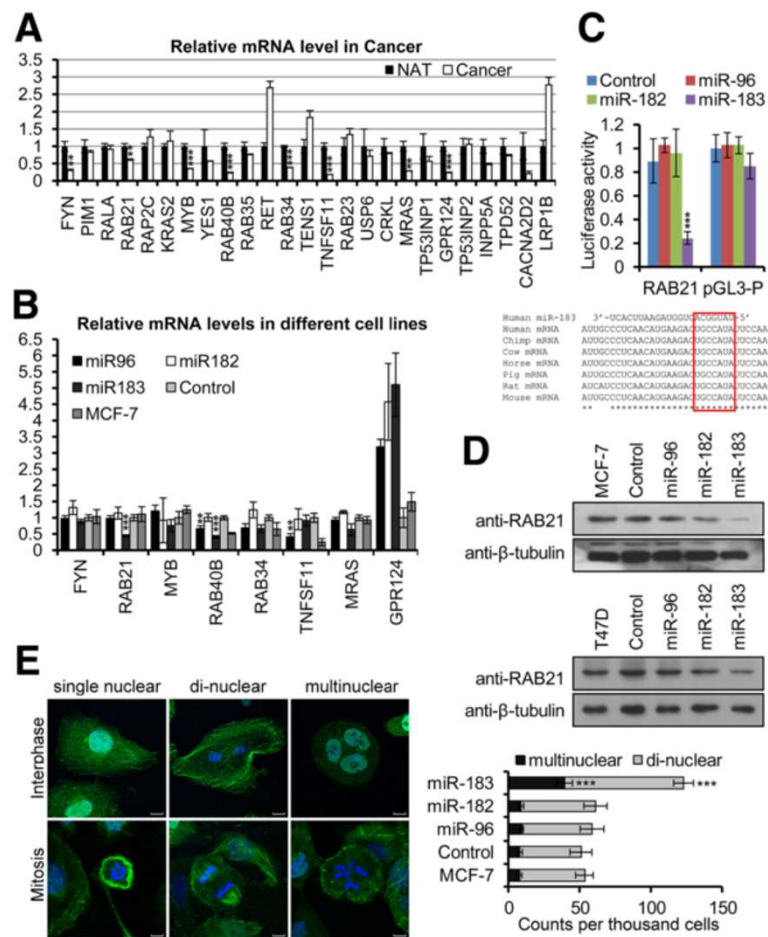 A
Relative mRNA level in Cancer
3.5
3
2.5
2
1.5
1
0.5
0
NAT Cancer
*** ** *** *** *** *** ** ***
FYN
PIM1
RALA
RAB21
RAP2C
KRAS2
MYB
YES1
RAB40B
RAB35
RET
RAB34
TENS1
TNFSF11
RAB23
USP6
CRKL
MRAS
TP53INP1
GPR124
TP53INP2
INPP5A
TPD52
CACNA2D2
LRP1B
B
Relative mRNA levels in different cell lines
6.5
5.5
4.5
3.5
2.5
1.5
0.5
miR96 miR182
miR183 Control
MCF-7
FYN
RAB21
MYB
RAB40B
RAB34
TNFSF11
MRAS
GPR124
C
Control miR-96
miR-182 miR-183
Luciferase activity
1.2
1
0.8
0.6
0.4
0.2
0
***
RAB21 pGL3-P
Human miR-183 3'-UCACUUAAGAUGGUCACGGUAU-5'
Human mRNA AUUGCCCUCAACAUGAAGACUGCCAUAUUCCAA
Chimp mRNA AUUGCCCUCAACAUGAAGACUGCCAUAUUCCAA
Cow mRNA AUUGCCCUCAACAUGAAGACUGCCAUAUUCCAA
Horse mRNA AUUGCCCUCAACAUGAAGACUGCCAUAUUCCAA
Pig mRNA AUUGCCCUCAACAUGAAGACUGCCAUAUUCCAA
Rat mRNA AUCAUCCUCAACAUGAAGACUGCCAUAUUCCAA
Mouse mRNA AUUGCCCUCAACAUGAAGACUGCCAUAUUCCAA
D
MCF-7
Control
miR-96
miR-182
miR-183
anti-RAB21
anti-β-tubulin
T47D
Control
miR-96
miR-182
miR-183
anti-RAB21
anti-β-tubulin
E
single nuclear di-nuclear multinuclear
Interphase
Mitosis
multinuclear di-nuclear
miR-183 *** ***
miR-182
miR-96
Control
MCF-7
0 50 100 150
Counts per thousand cells